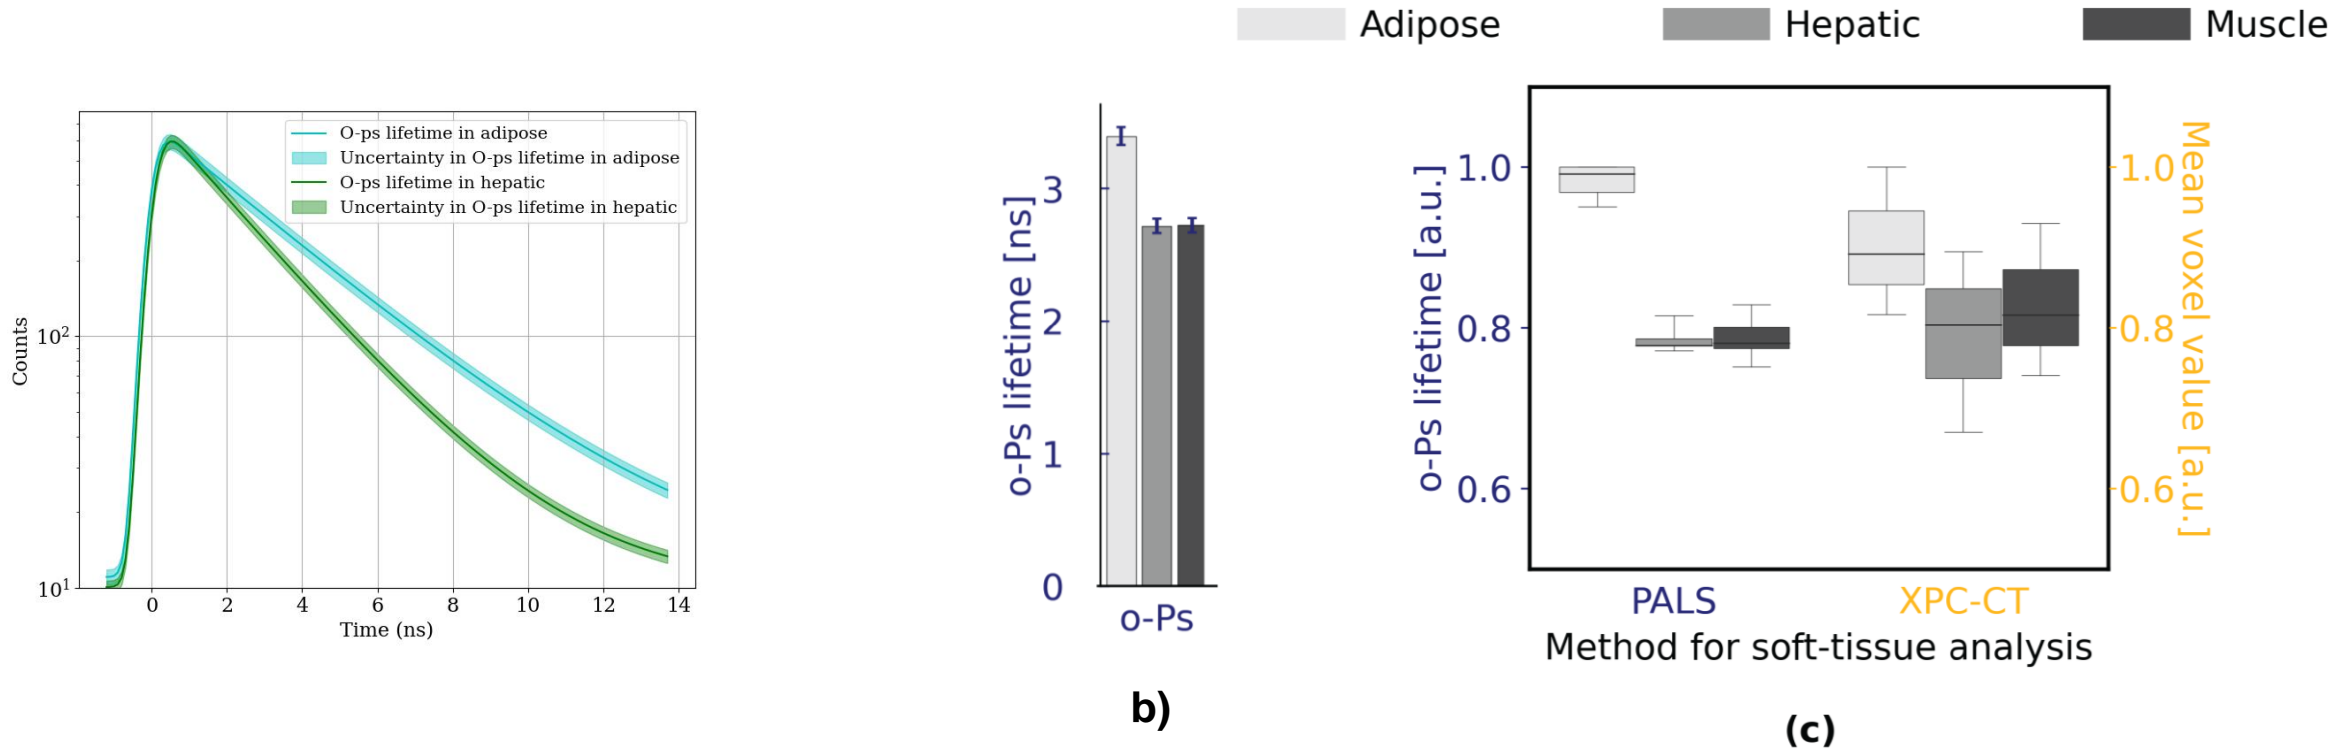 Adipose Hepatic Muscle
O-ps lifetime in adipose
Uncertainty in O-ps lifetime in adipose
O-ps lifetime in hepatic
Uncertainty in O-ps lifetime in hepatic
Counts
10²
10¹
0 2 4 6 8 10 12 14
Time (ns)
o-Ps lifetime [ns]
3
2
1
0
o-Ps
b)
o-Ps lifetime [a.u.]
1.0
0.8
0.6
1.0
0.8
0.6
Mean voxel value [a.u.]
PALS XPC-CT
Method for soft-tissue analysis
(c)